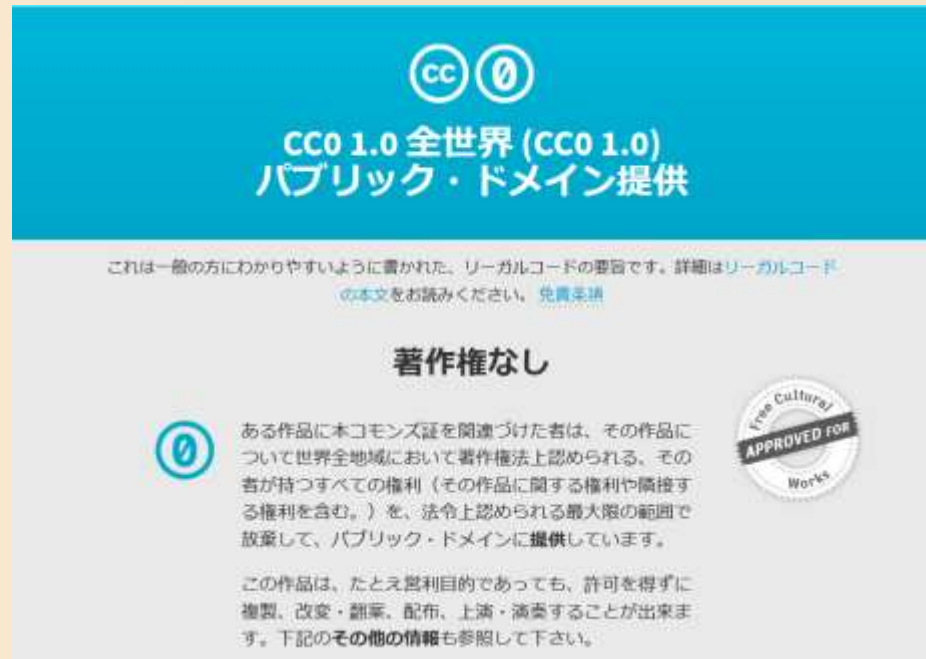 cc 0
CC0 1.0 全世界 (CC0 1.0)
パブリック・ドメイン提供
これは一般の方にわかりやすいように書かれた、リーガルコードの要旨です。詳細はリーガルコード
の本文をお読みください。 免責条項
著作権なし
Free Cultural
APPROVED FOR
Works
0
ある作品に本コモンズ証を関連づけた者は、その作品に
ついて世界全地域において著作権法上認められる、その
者が持つすべての権利（その作品に関する権利や隣接す
る権利を含む。）を、法令上認められる最大限の範囲で
放棄して、パブリック・ドメインに提供しています。
この作品は、たとえ営利目的であっても、許可を得ずに
複製、改変・翻案、配布、上演・演奏することが出来ま
す。下記のその他の情報も参照して下さい。